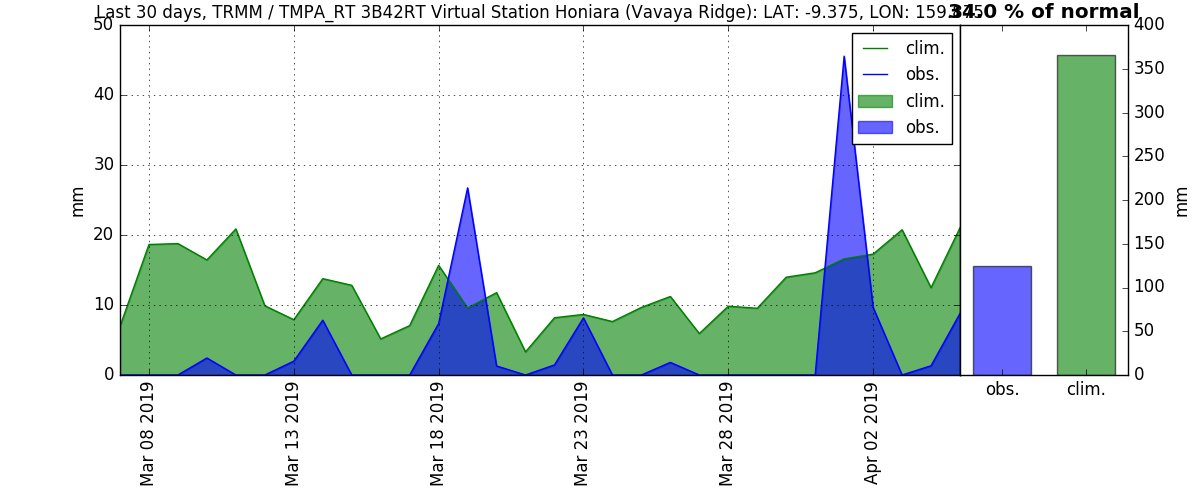 Last 30 days, TRMM / TMPA_RT 3B42RT Virtual Station Honiara (Vavaya Ridge): LAT: -9.375, LON:
34.0 % of normal
50
40
30
20
10
0
mm
clim.
obs.
clim.
obs.
Mar 08 2019
Mar 13 2019
Mar 18 2019
Mar 23 2019
Mar 28 2019
Apr 02 2019
400
350
300
250
200
150
100
50
0
mm
obs.
clim.